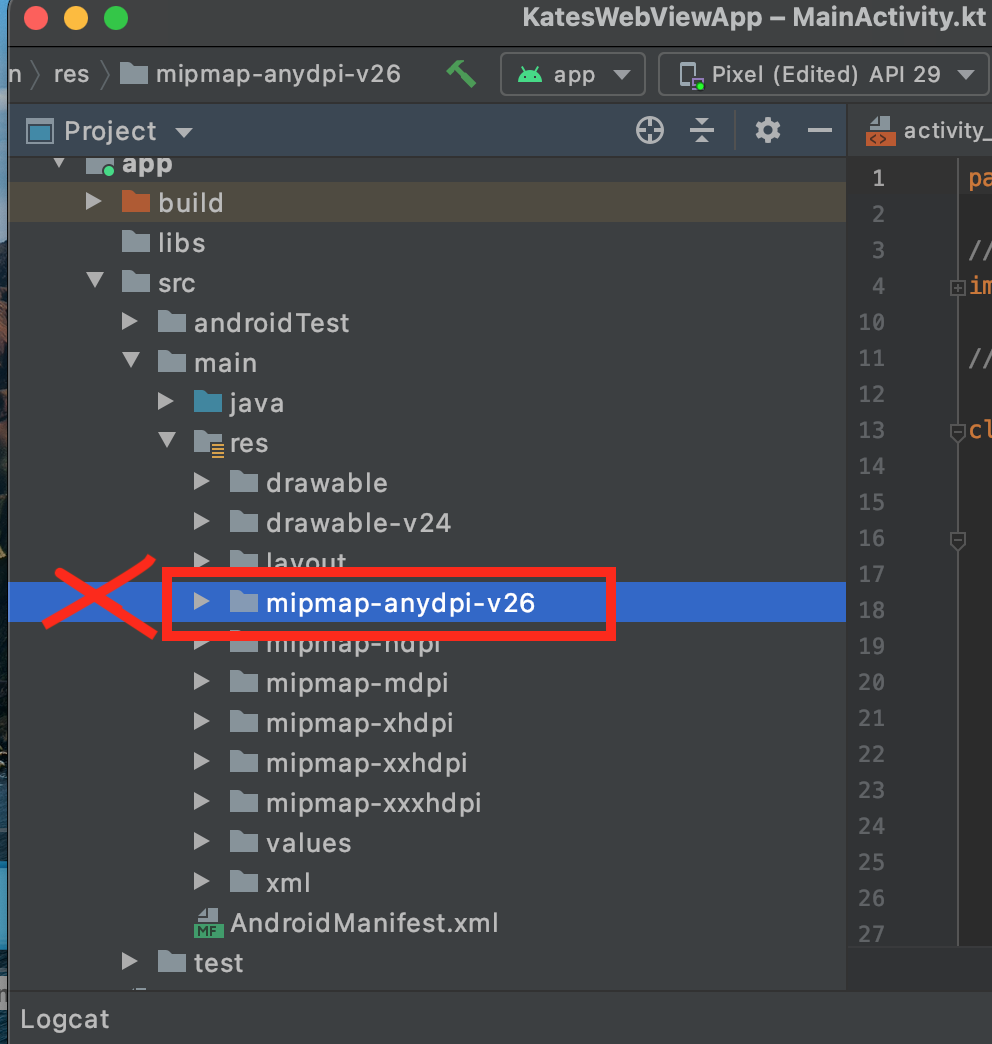 KatesWebViewApp – MainActivity.kt
n res mipmap-anydpi-v26 app Pixel (Edited) API 29
Project
activity_
app
build
libs
src
androidTest
main
java
res
drawable
drawable-v24
layout
mipmap-anydpi-v26
mipmap-hdpi
mipmap-mdpi
mipmap-xhdpi
mipmap-xxhdpi
mipmap-xxxhdpi
values
xml
MF AndroidManifest.xml
test
1 pa
2
3 //
4 im
10
11 //
12
13 cl
14
15
16
17
18
19
20
21
22
23
24
25
26
27
Logcat